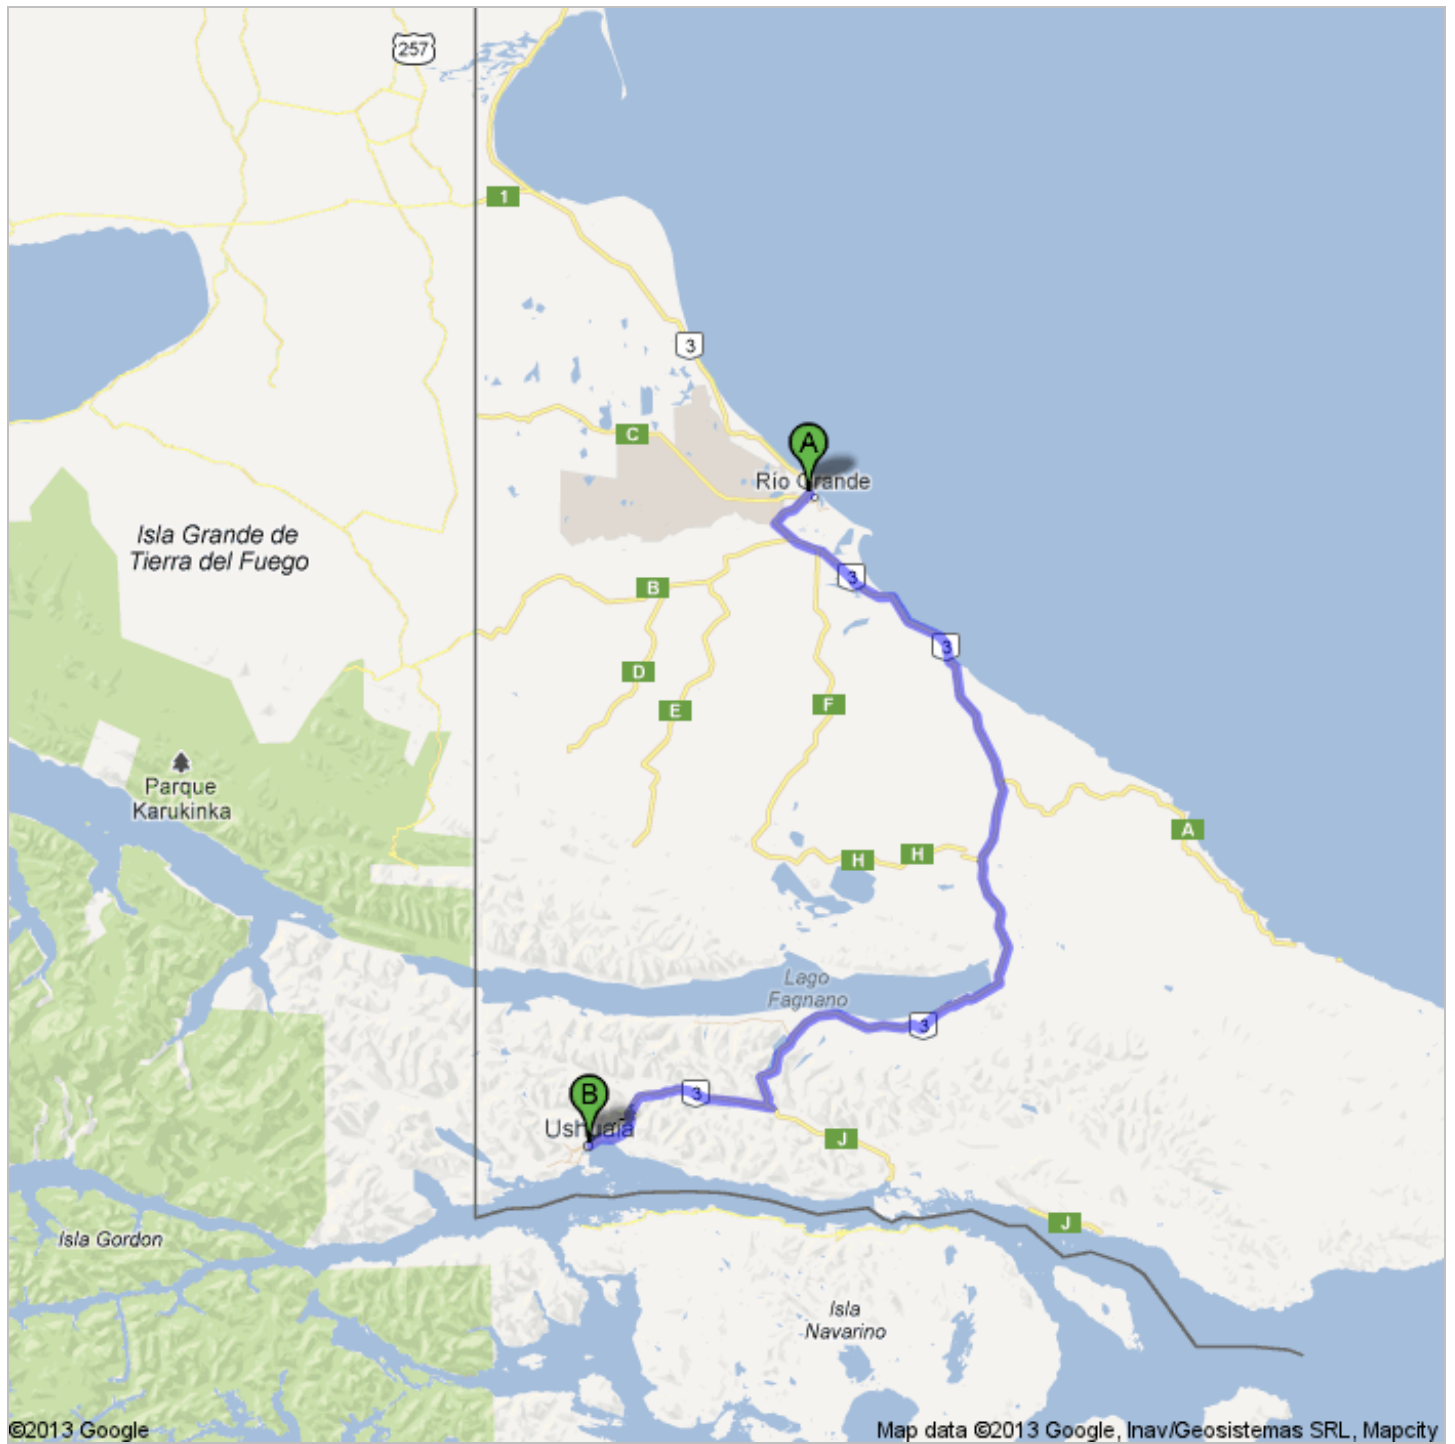 257
1
3
C
A
Río Grande
Isla Grande de
Tierra del Fuego
3
B
3
D
F
E
Parque
Karukinka
A
H
H
Lago
Fagnano
3
B
3
Ushuaia
J
J
Isla Gordon
Isla
Navarino
©2013 Google
Map data ©2013 Google, Inav/Geosistemas SRL, Mapcity